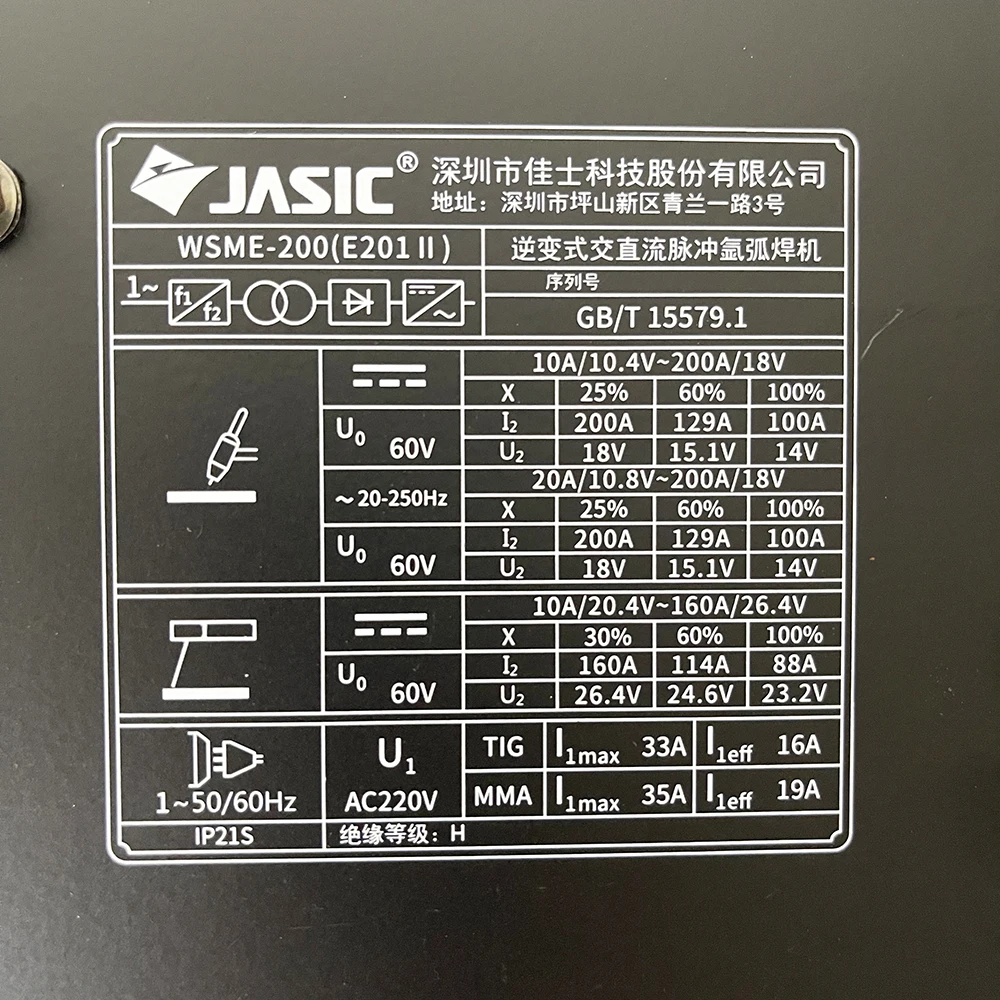 JASIC® 深圳市佳士科技股份有限公司
地址：深圳市坪山新区青兰一路3号
WSME-200(E201 II) 逆变式交直流脉冲氩弧焊机
1~ f1 f2 序列号
GB/T 15579.1
10A/10.4V~200A/18V
X 25% 60% 100%
U0 60V I2 200A 129A 100A
U2 18V 15.1V 14V
20A/10.8V~200A/18V
~20-250Hz X 25% 60% 100%
U0 60V I2 200A 129A 100A
U2 18V 15.1V 14V
10A/20.4V~160A/26.4V
X 30% 60% 100%
U0 60V I2 160A 114A 88A
U2 26.4V 24.6V 23.2V
U1 TIG I1max 33A I1eff 16A
1~50/60Hz AC220V MMA I1max 35A I1eff 19A
IP21S 绝缘等级：H